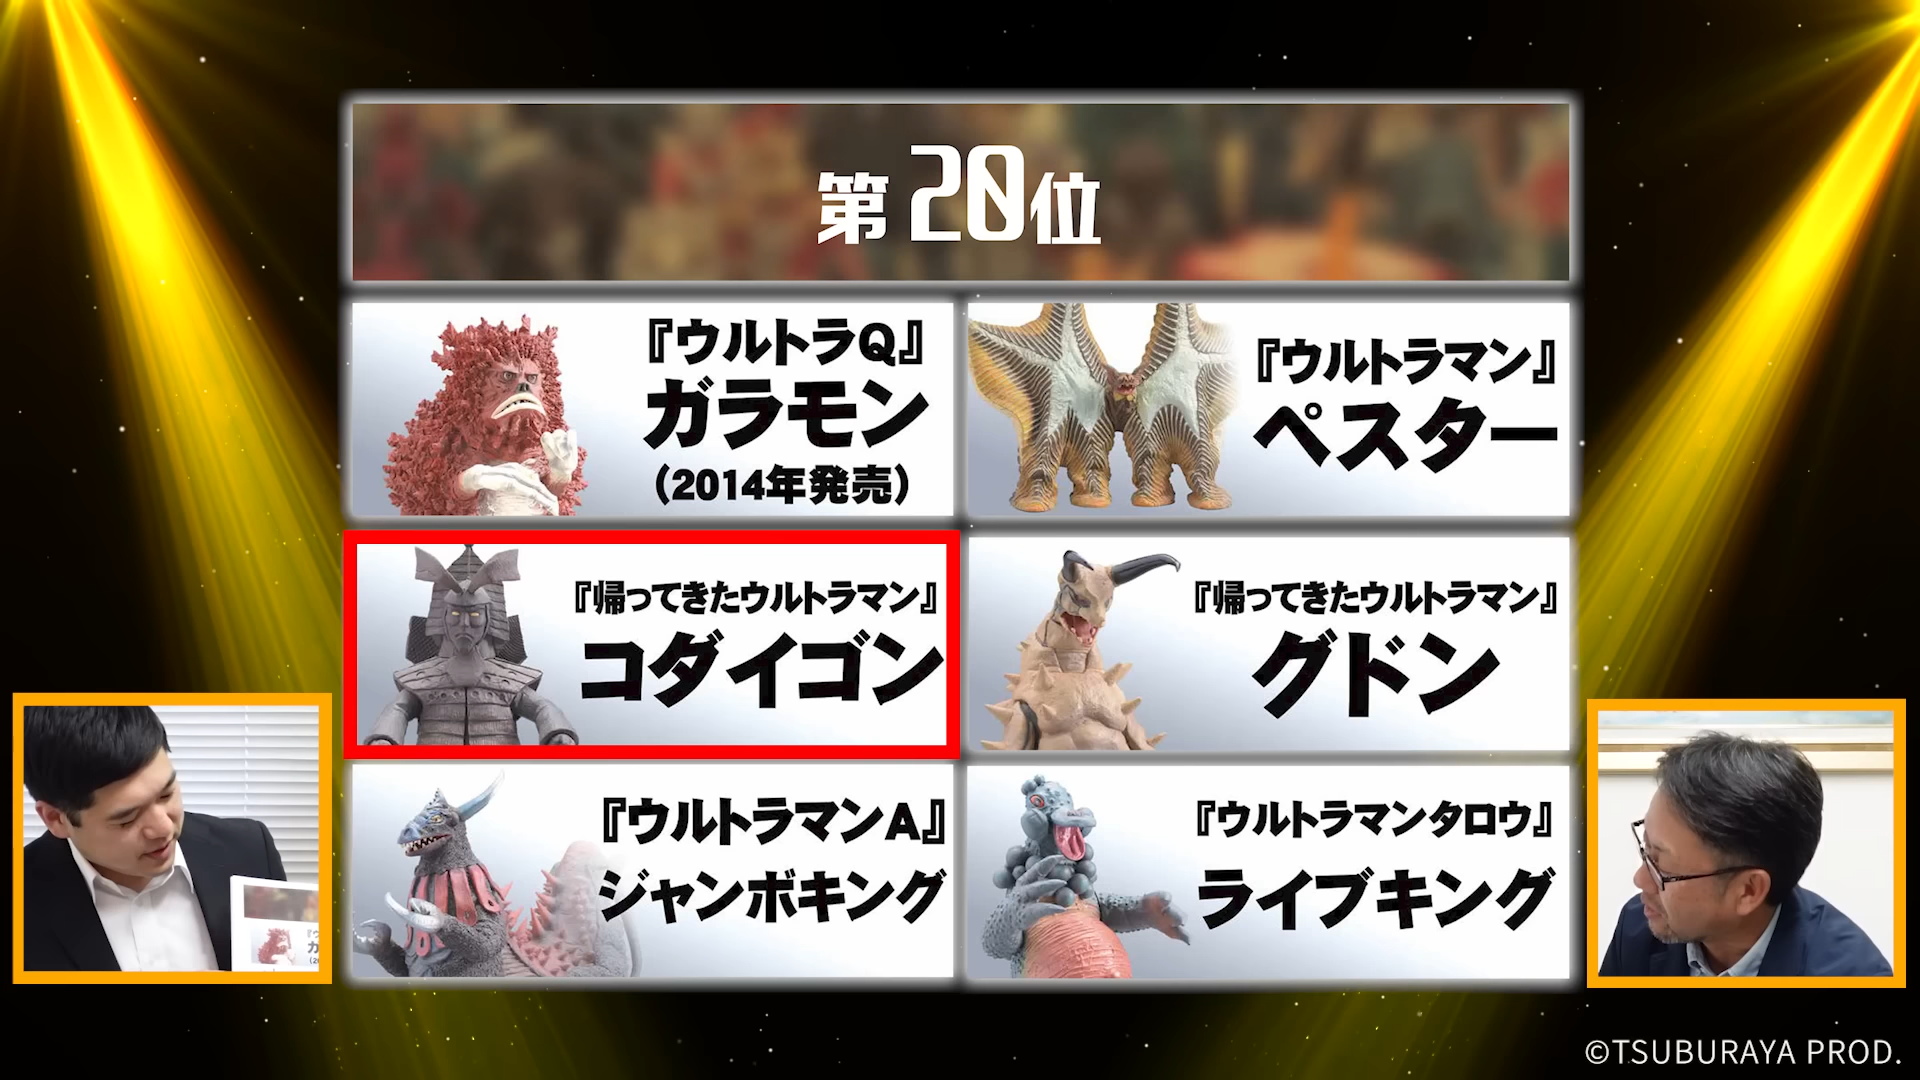 第20位
『ウルトラQ』
ガラモン
(2014年発売)
『ウルトラマン』
ペスター
『帰ってきたウルトラマン』
コダイゴン
『帰ってきたウルトラマン』
グドン
『ウルトラマンA』
ジャンボキング
『ウルトラマンタロウ』
ライブキング
©TSUBURAYA PROD.